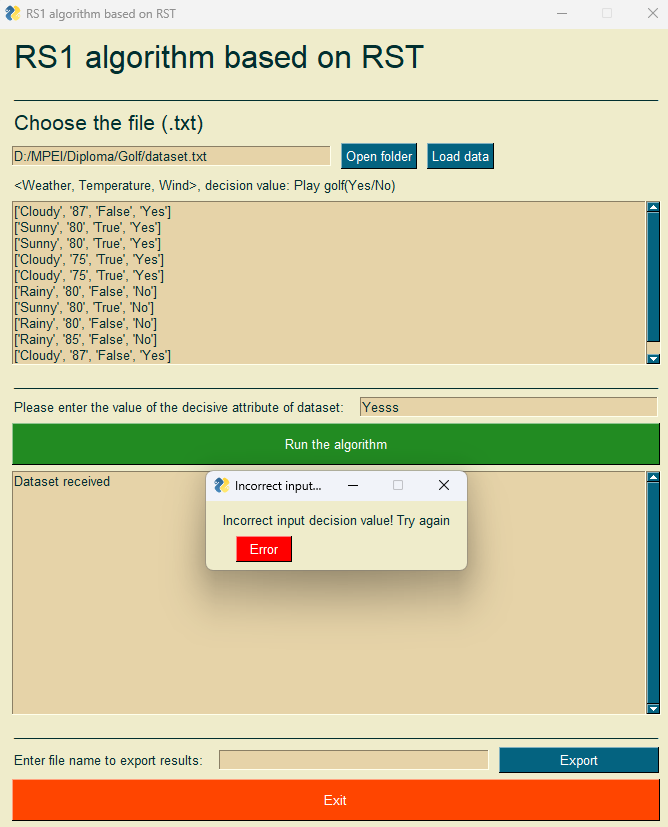 RS1 algorithm based on RST
RS1 algorithm based on RST
Choose the file (.txt)
D:/MPEI/Diploma/Golf/dataset.txt Open folder Load data
<Weather, Temperature, Wind>, decision value: Play golf(Yes/No)
['Cloudy', '87', 'False', 'Yes']
['Sunny', '80', 'True', 'Yes']
['Sunny', '80', 'True', 'Yes']
['Cloudy', '75', 'True', 'Yes']
['Cloudy', '75', 'True', 'Yes']
['Rainy', '80', 'False', 'No']
['Sunny', '80', 'True', 'No']
['Rainy', '80', 'False', 'No']
['Rainy', '85', 'False', 'No']
['Cloudy', '87', 'False', 'Yes']
Please enter the value of the decisive attribute of dataset: Yesss
Run the algorithm
Dataset received
Incorrect input...
Incorrect input decision value! Try again
Error
Enter file name to export results: Export
Exit